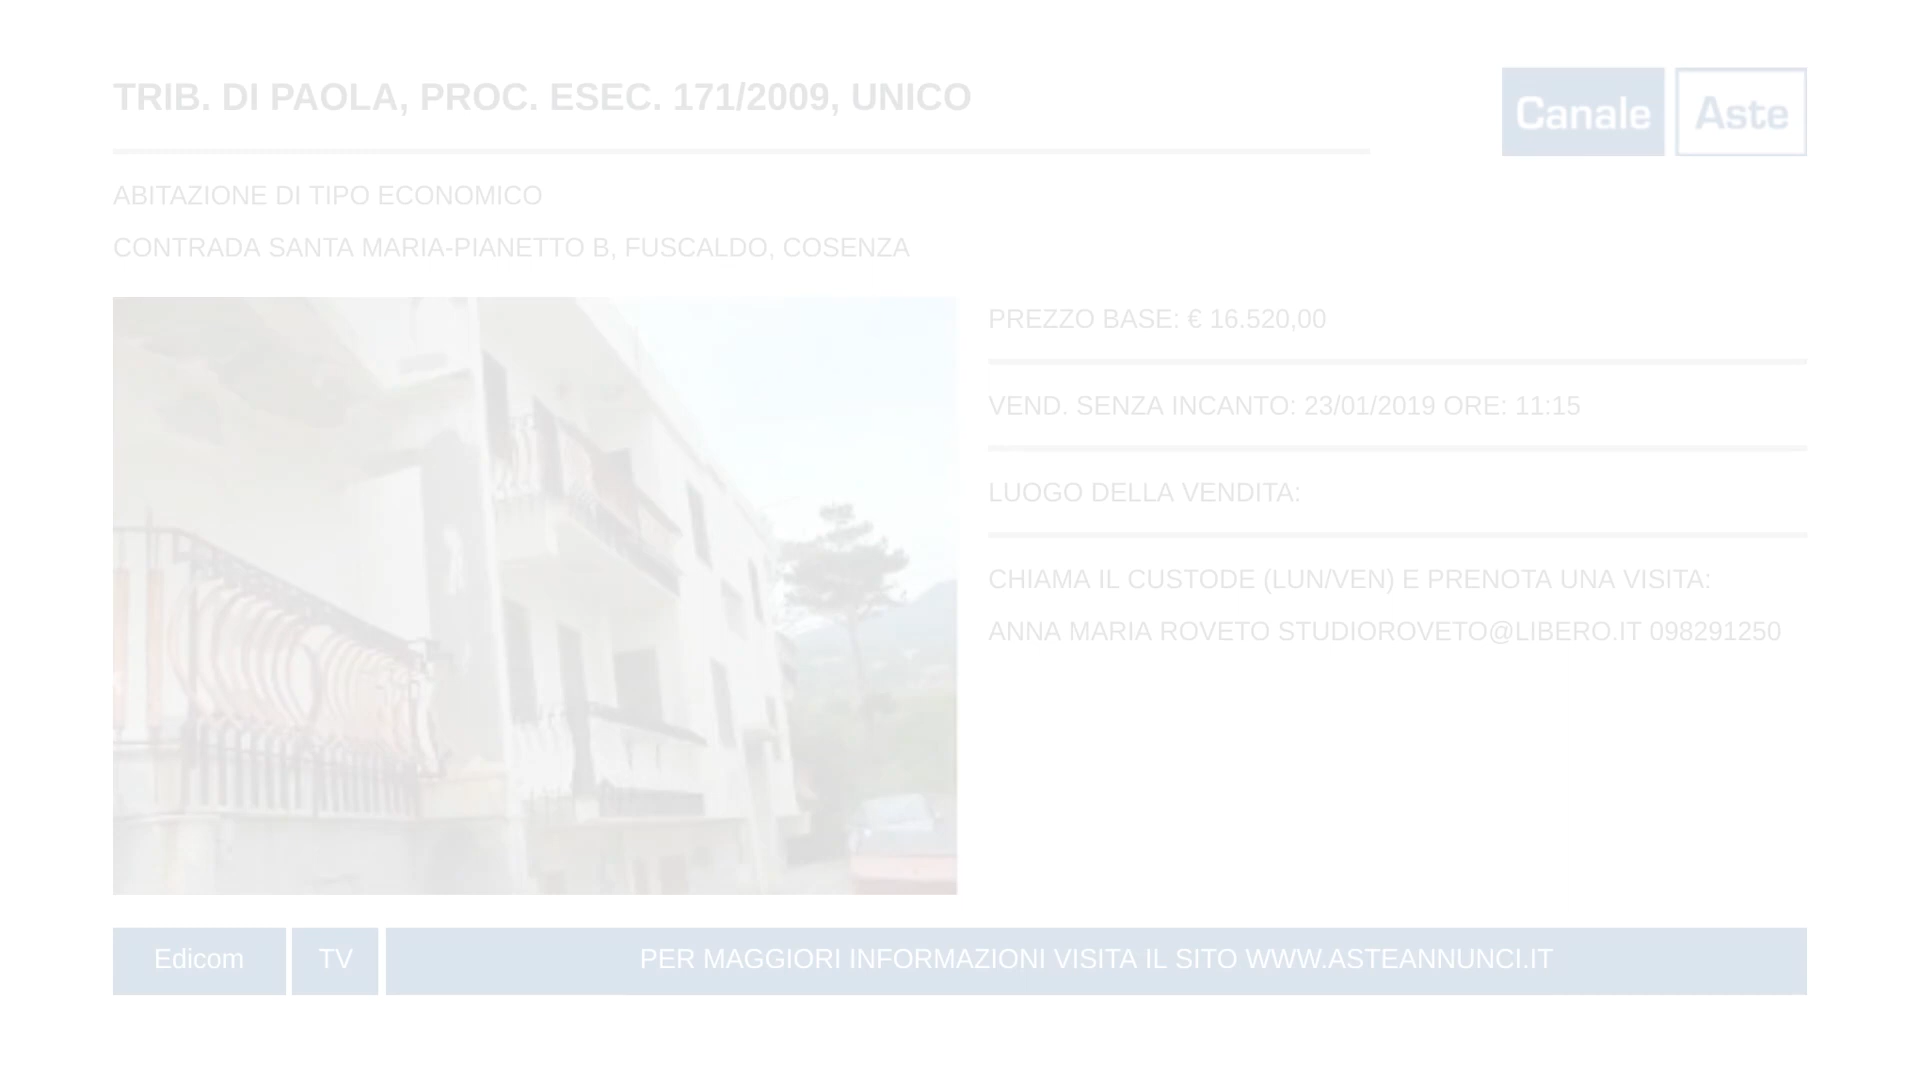 TRIB. DI PAOLA, PROC. ESEC. 171/2009, UNICO
Canale Aste
ABITAZIONE DI TIPO ECONOMICO
CONTRADA SANTA MARIA-PIANETTO B, FUSCALDO, COSENZA
PREZZO BASE: € 16.520,00
VEND. SENZA INCANTO: 23/01/2019 ORE: 11:15
LUOGO DELLA VENDITA:
CHIAMA IL CUSTODE (LUN/VEN) E PRENOTA UNA VISITA:
ANNA MARIA ROVETO STUDIOROVETO@LIBERO.IT 098291250
Edicom TV PER MAGGIORI INFORMAZIONI VISITA IL SITO WWW.ASTEANNUNCI.IT